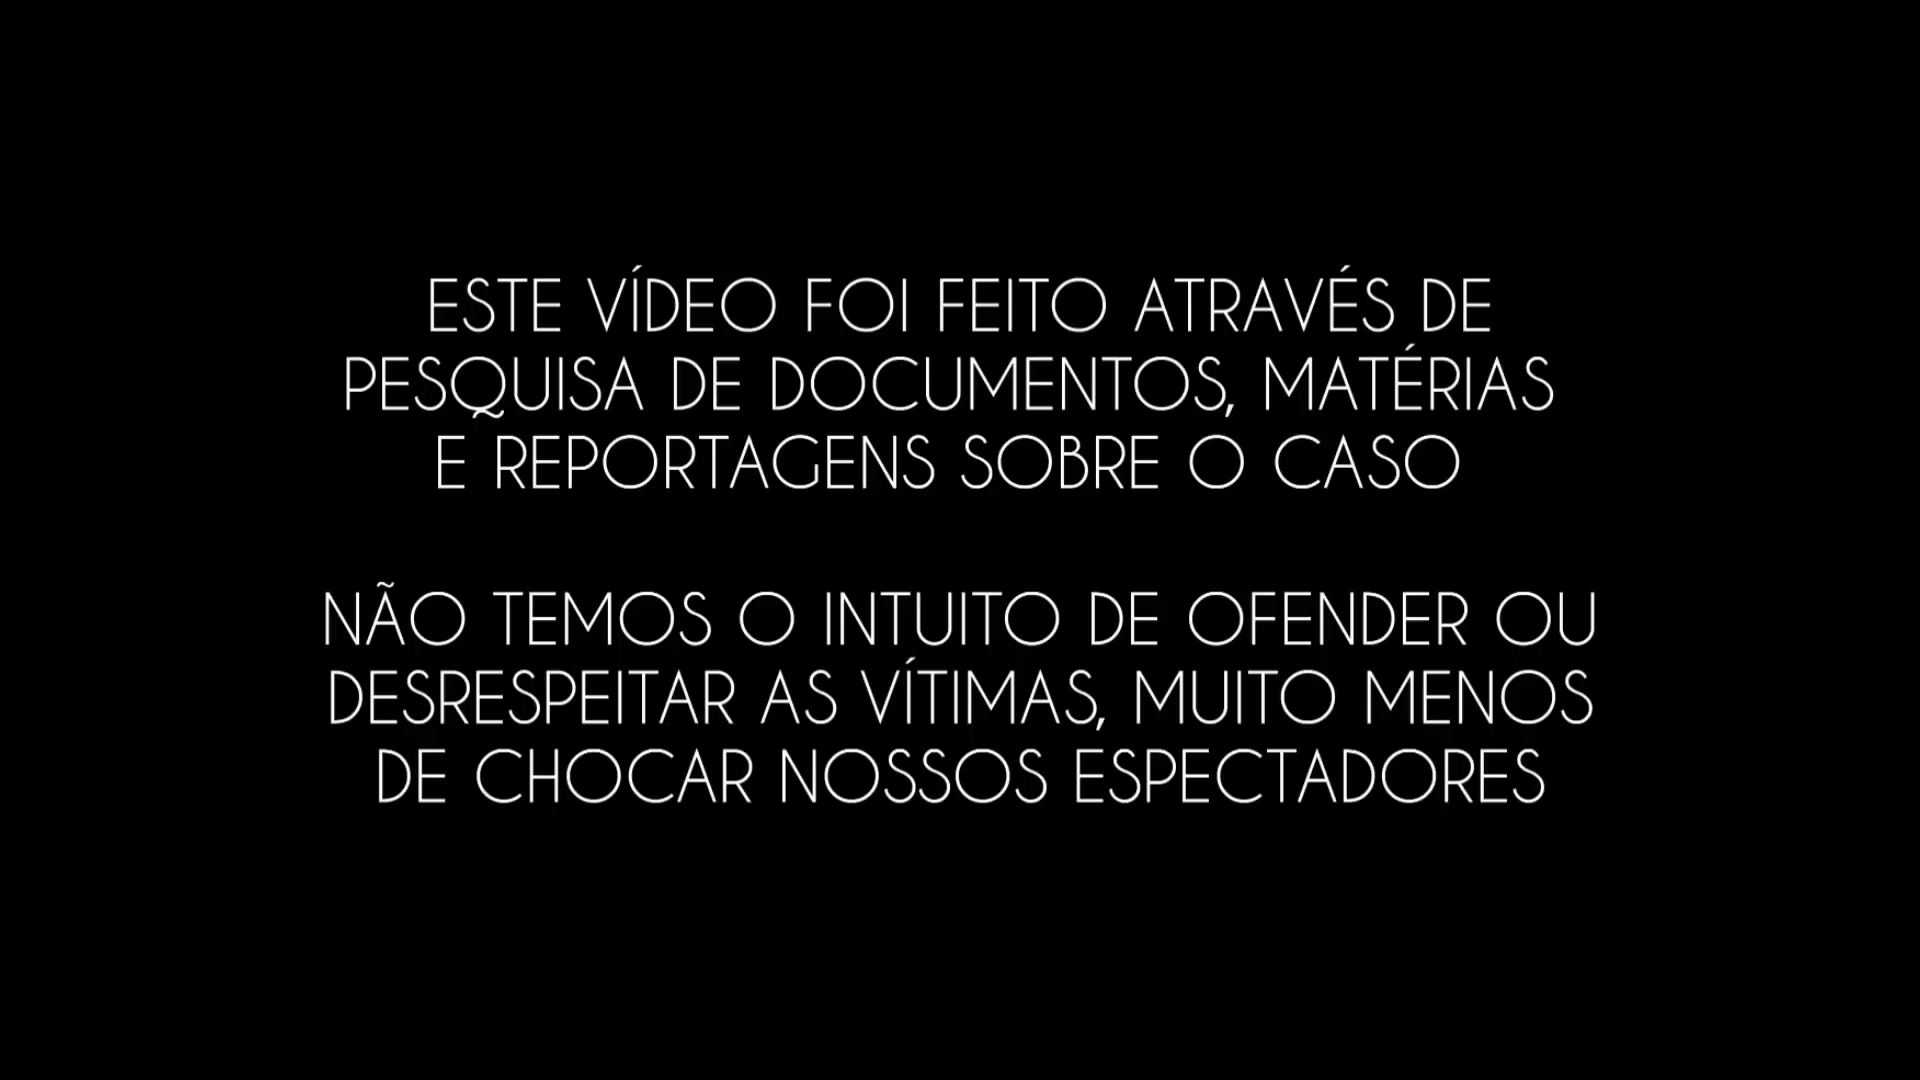 ESTE VÍDEO FOI FEITO ATRAVÉS DE
PESQUISA DE DOCUMENTOS, MATÉRIAS
E REPORTAGENS SOBRE O CASO
NÃO TEMOS O INTUITO DE OFENDER OU
DESRESPEITAR AS VÍTIMAS, MUITO MENOS
DE CHOCAR NOSSOS ESPECTADORES